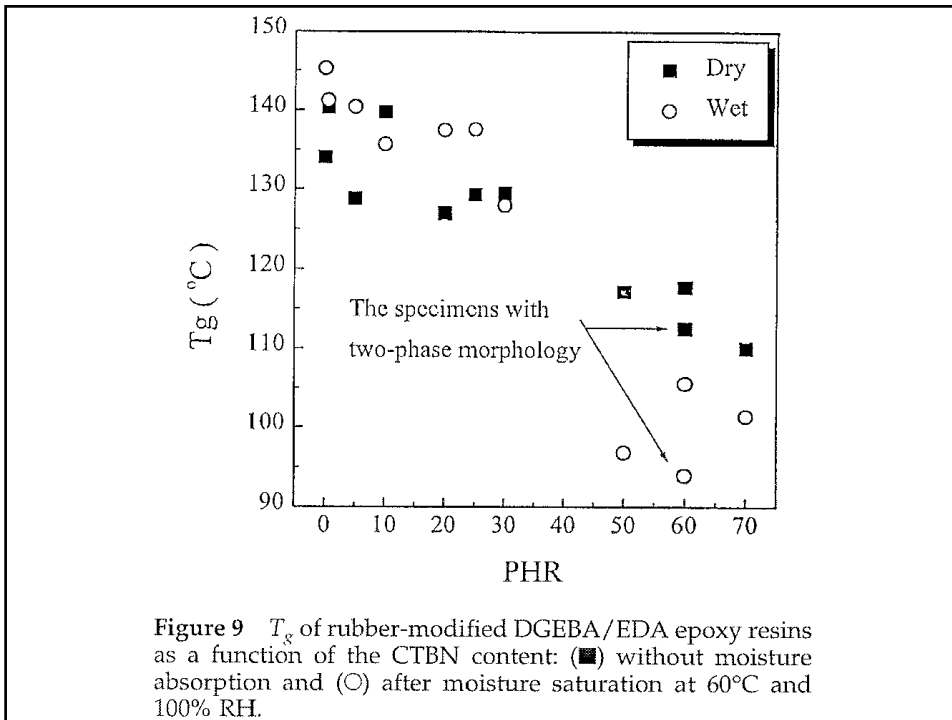 150
140
130
120
110
100
90
Tg (°C)
Dry
Wet
The specimens with
two-phase morphology
0 10 20 30 40 50 60 70
PHR
Figure 9 Tg of rubber-modified DGEBA/EDA epoxy resins
as a function of the CTBN content: (■) without moisture
absorption and (○) after moisture saturation at 60°C and
100% RH.